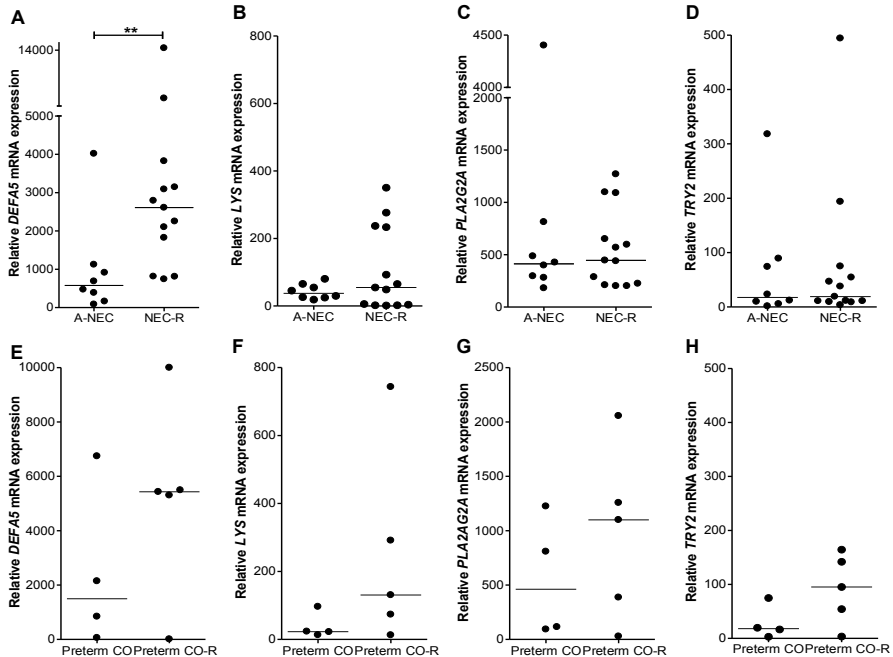 A
B
C
D
**
Relative DEFA5 mRNA expression
14000
5000
4000
3000
2000
1000
0
A-NEC NEC-R
Relative LYS mRNA expression
800
600
400
200
0
A-NEC NEC-R
Relative PLA2G2A mRNA expression
4500
2000
1500
1000
500
0
A-NEC NEC-R
Relative TRY2 mRNA expression
500
400
300
200
100
0
A-NEC NEC-R
E
F
G
H
Relative DEFA5 mRNA expression
10000
8000
6000
4000
2000
0
Preterm CO Preterm CO-R
Relative LYS mRNA expression
800
600
400
200
0
Preterm CO Preterm CO-R
Relative PLA2AG2A mRNA expression
2500
2000
1500
1000
500
0
Preterm CO Preterm CO-R
Relative TRY2 mRNA expression
500
400
300
200
100
0
Preterm CO Preterm CO-R